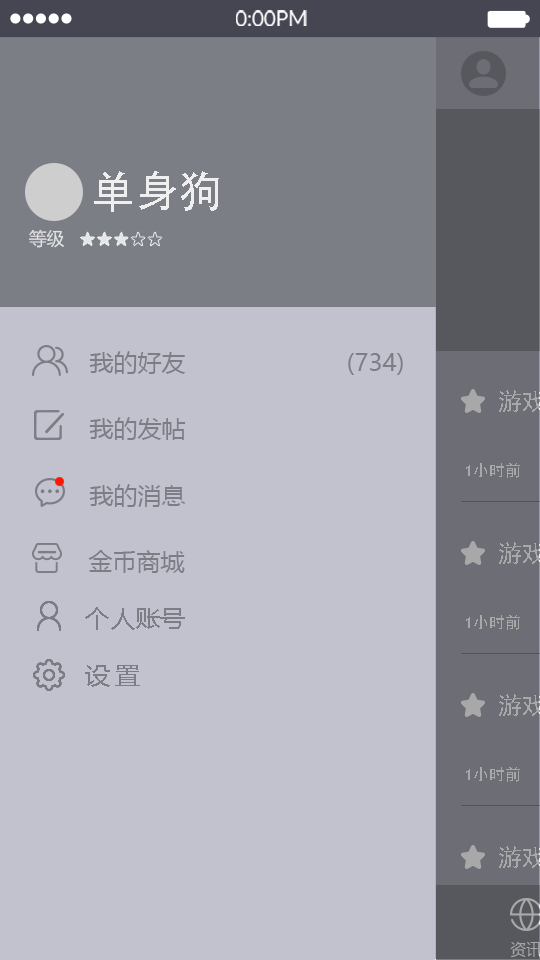 0:00PM
单身狗
等级
我的好友 (734)
我的发帖
我的消息
金币商城
个人账号
设置
游戏
1小时前
游戏
1小时前
游戏
1小时前
游戏
资讯